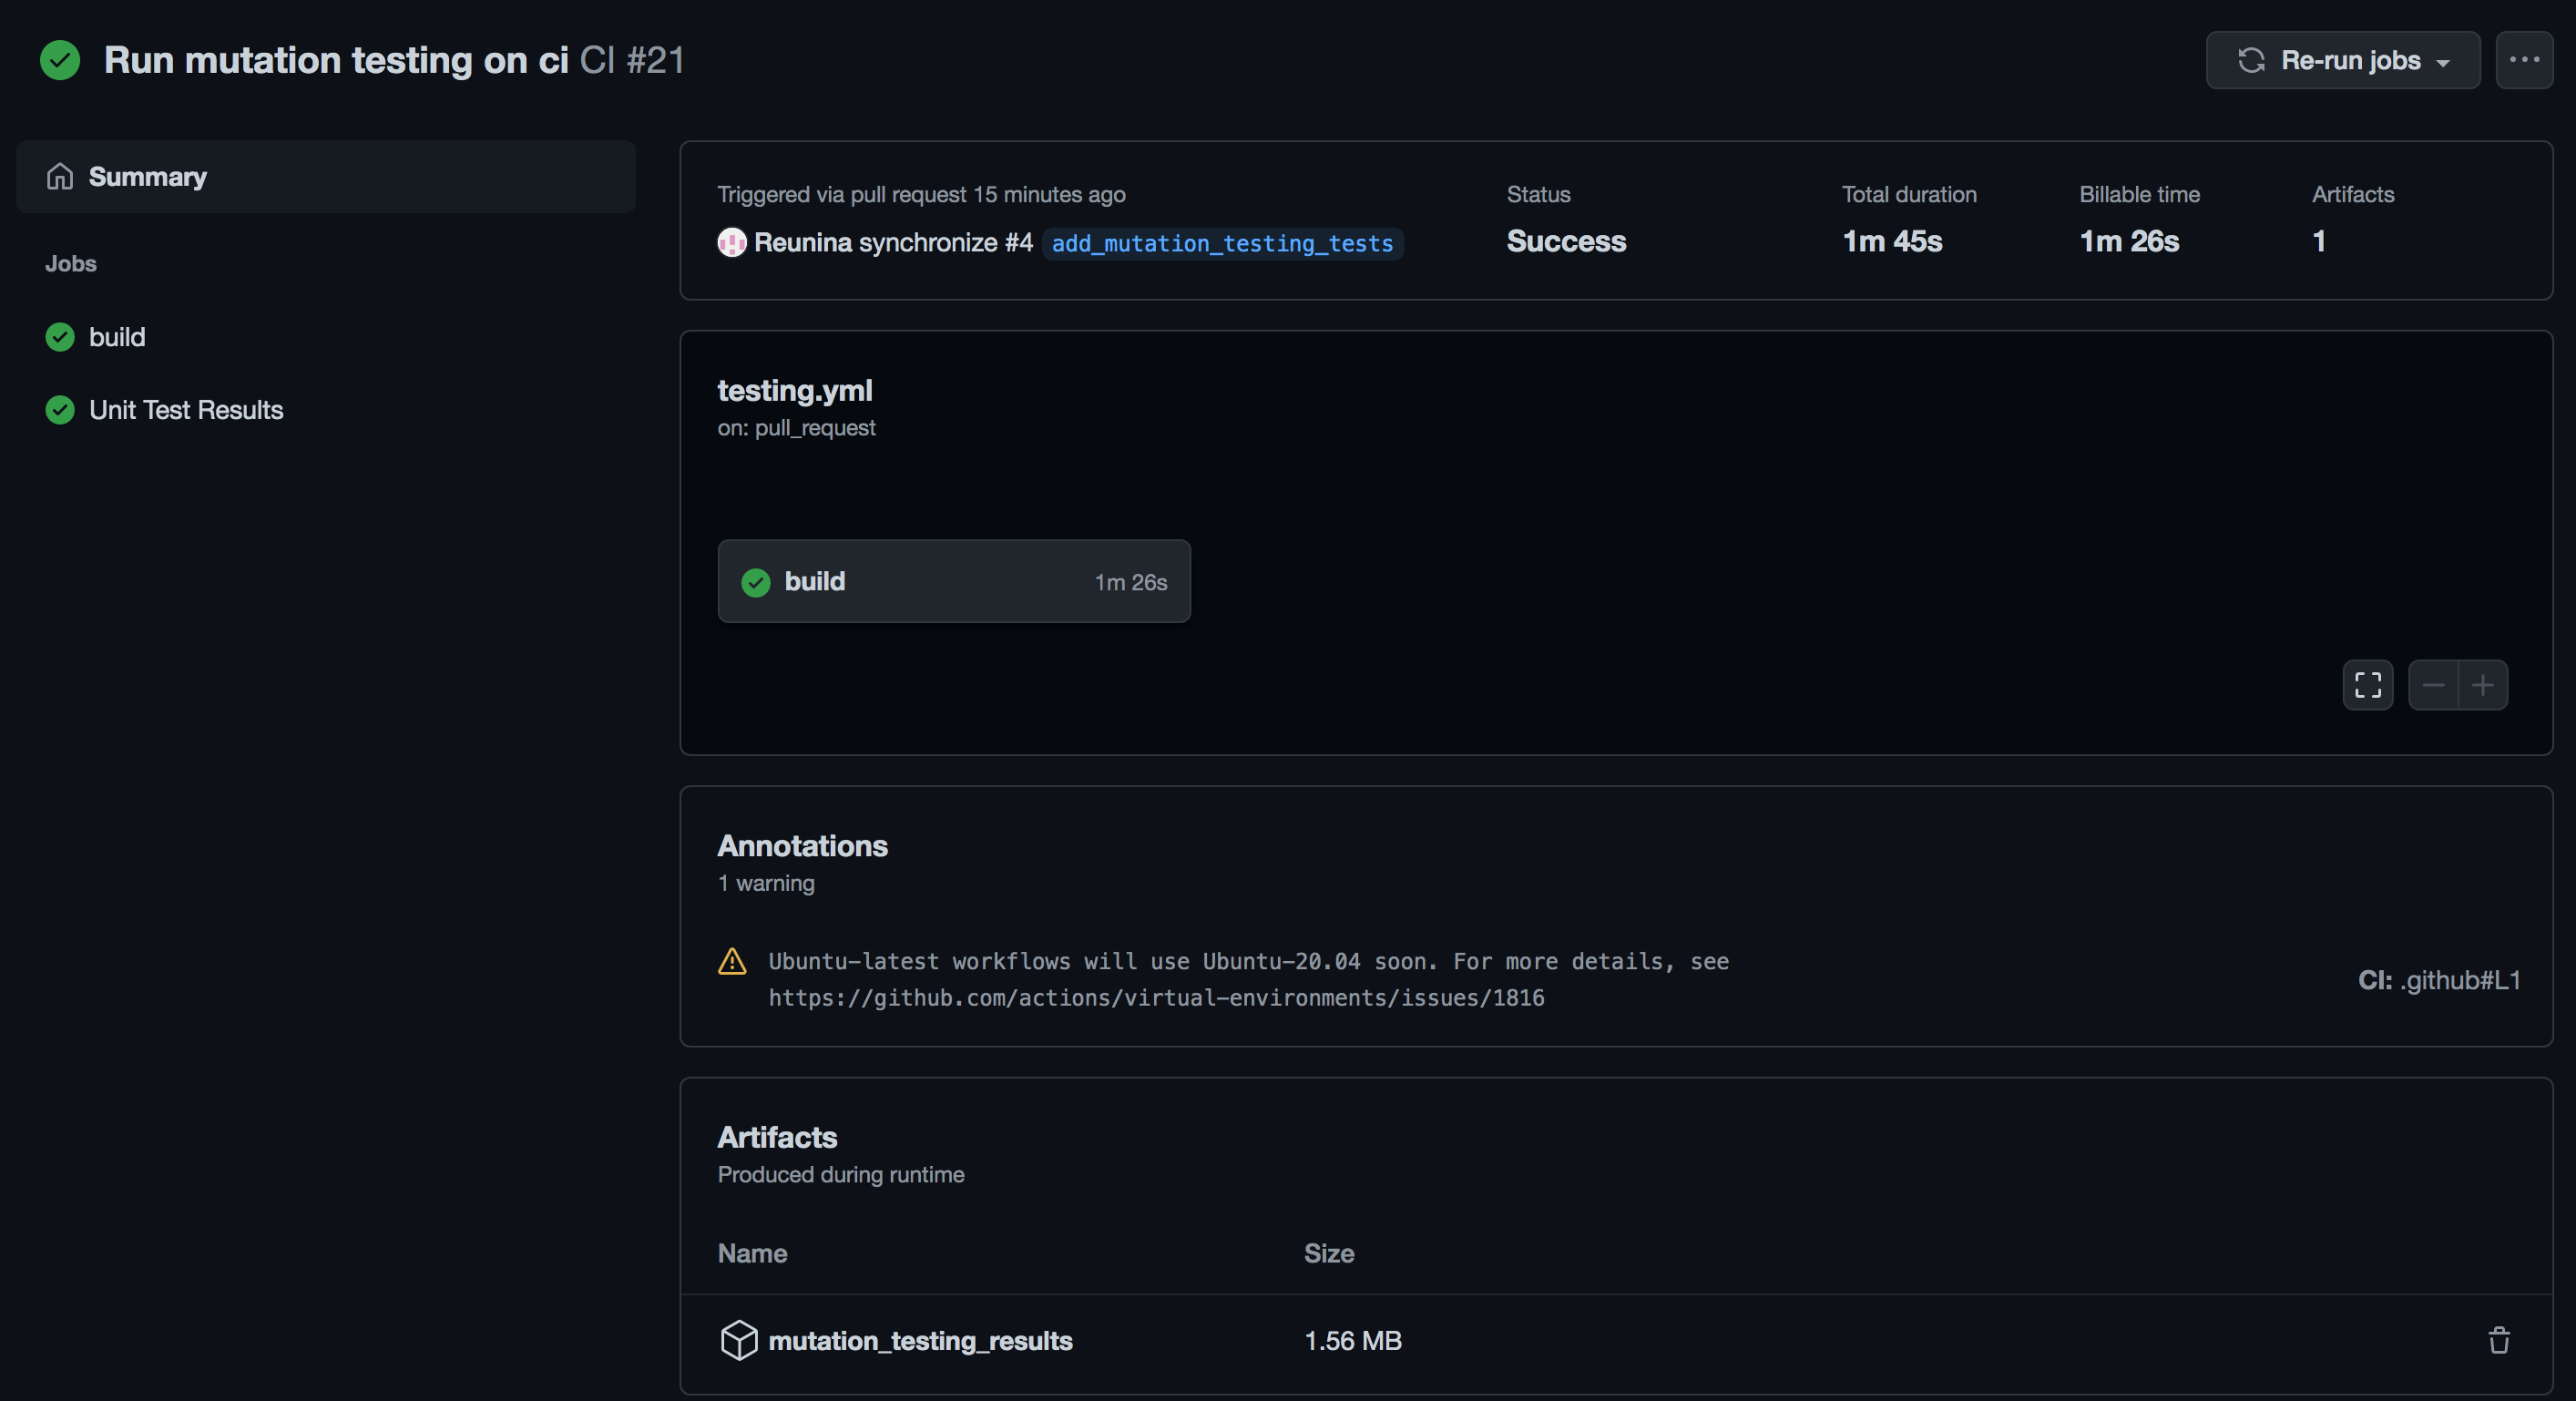 Run mutation testing on ci CI #21
Re-run jobs
Summary
Jobs
build
Unit Test Results
Triggered via pull request 15 minutes ago
Reunina synchronize #4 add_mutation_testing_tests
Status
Success
Total duration
1m 45s
Billable time
1m 26s
Artifacts
1
testing.yml
on: pull_request
build 1m 26s
Annotations
1 warning
Ubuntu-latest workflows will use Ubuntu-20.04 soon. For more details, see
https://github.com/actions/virtual-environments/issues/1816
CI: .github#L1
Artifacts
Produced during runtime
Name Size
mutation_testing_results 1.56 MB